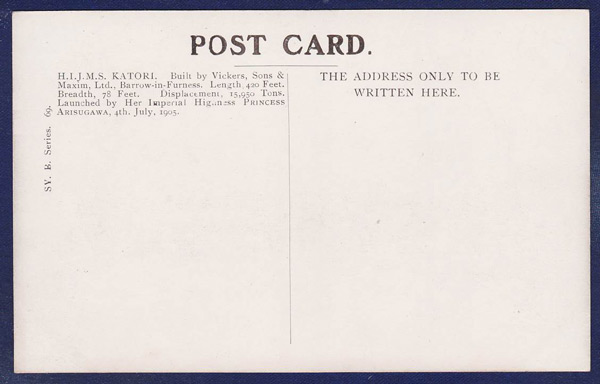 POST CARD.
H.I.J.M.S. KATORI. Built by Vickers, Sons &
Maxim, Ltd., Barrow-in-Furness. Length 420 Feet.
Breadth, 78 Feet. Displacement, 15,950 Tons.
Launched by Her Imperial Highness PRINCESS
ARISUGAWA, 4th. July, 1905.
THE ADDRESS ONLY TO BE
WRITTEN HERE.
SY. B. Series. 69.